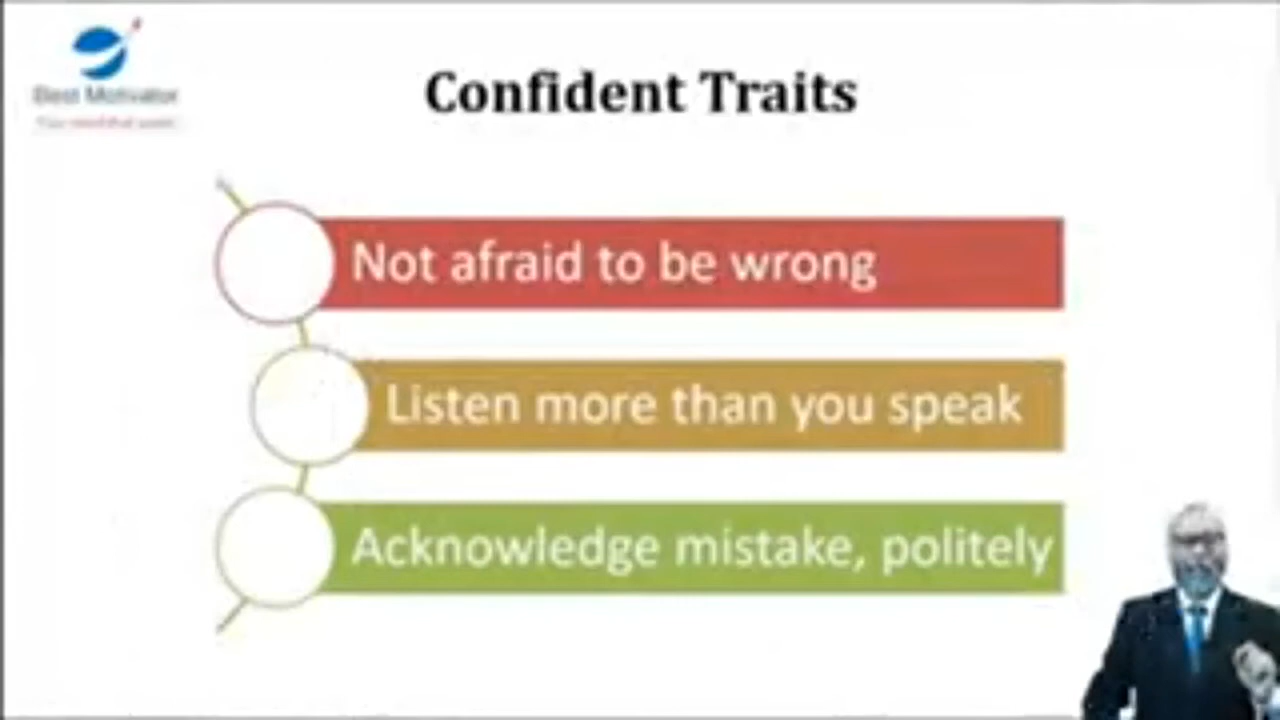 Best Motivator
Confident Traits
Not afraid to be wrong
Listen more than you speak
Acknowledge mistake, politely